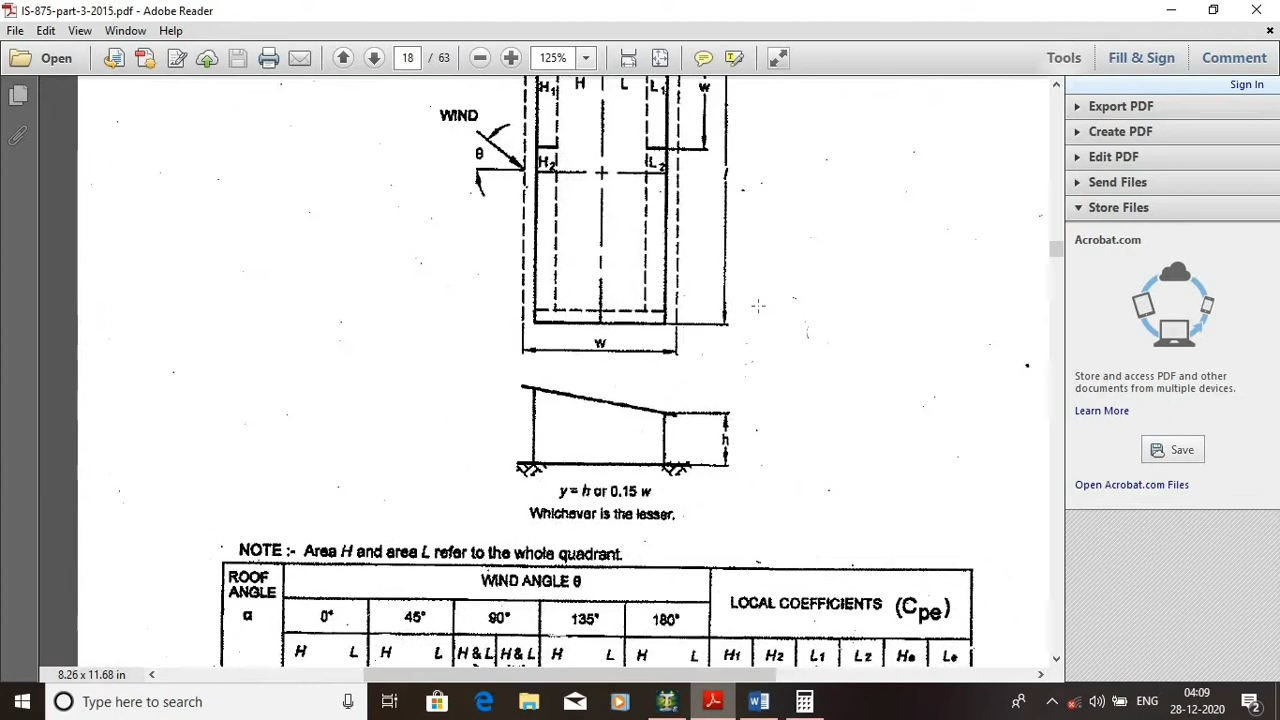 IS-875-part-3-2015.pdf - Adobe Reader
File Edit View Window Help
Open 18 / 63 125% Tools Fill & Sign Comment
Sign In
Export PDF
Create PDF
Edit PDF
Send Files
Store Files
Acrobat.com
Store and access PDF and other
documents from multiple devices.
Learn More
Save
Open Acrobat.com Files
H1 H L L1 w
WIND
θ
H2 L2
w
h
y = h or 0.15 w
Whichever is the lesser.
NOTE :- Area H and area L refer to the whole quadrant.
ROOF
ANGLE
α
WIND ANGLE θ
LOCAL COEFFICIENTS (Cpe)
0° 45° 90° 135° 180°
H L H L H & L H & L H L H L H1 H2 L1 L2 He Le
8.26 x 11.68 in
Type here to search
ENG
04:09
28-12-2020
2